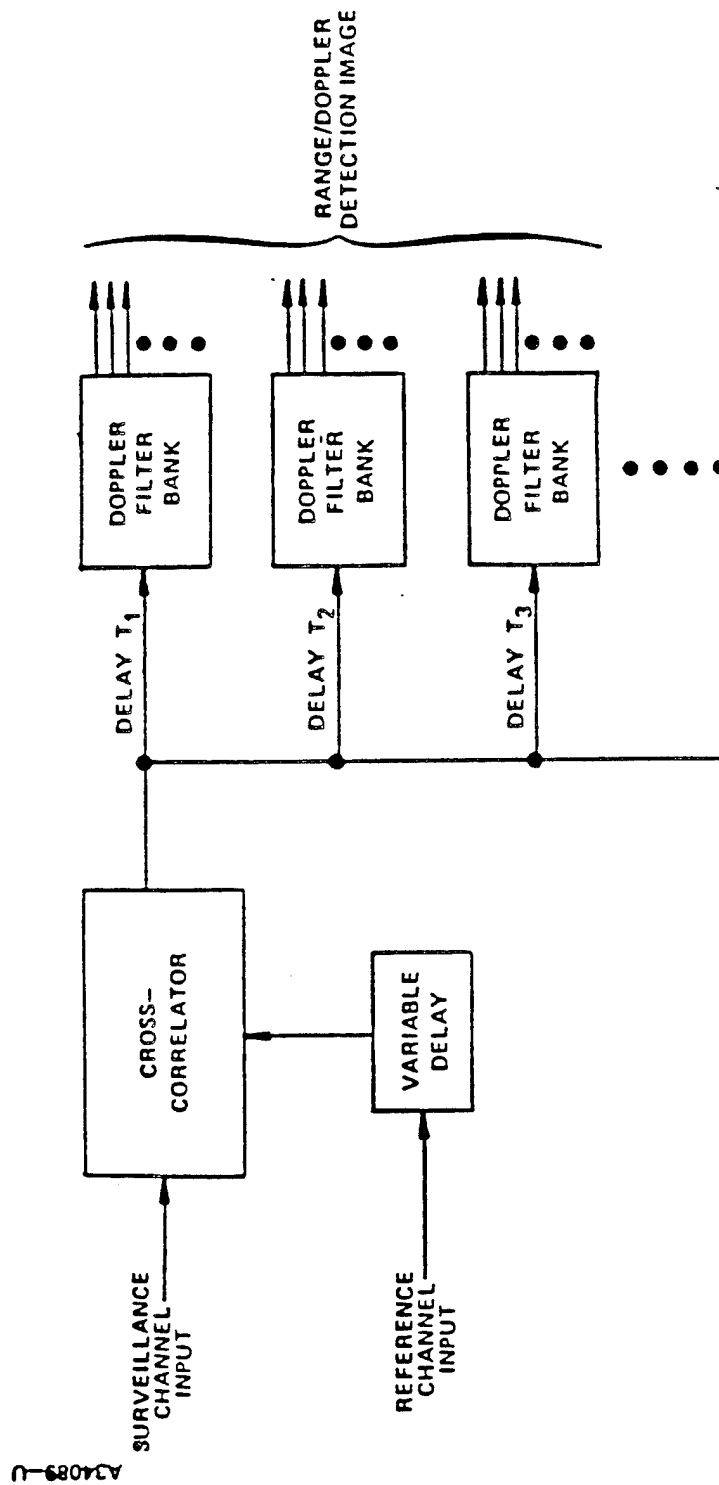 A34089-U
SURVEILLANCE
CHANNEL
INPUT
CROSS-
CORRELATOR
REFERENCE
CHANNEL
INPUT
VARIABLE
DELAY
DELAY T1
DOPPLER
FILTER
BANK
DELAY T2
DOPPLER
FILTER
BANK
DELAY T3
DOPPLER
FILTER
BANK
RANGE/DOPPLER
DETECTION IMAGE